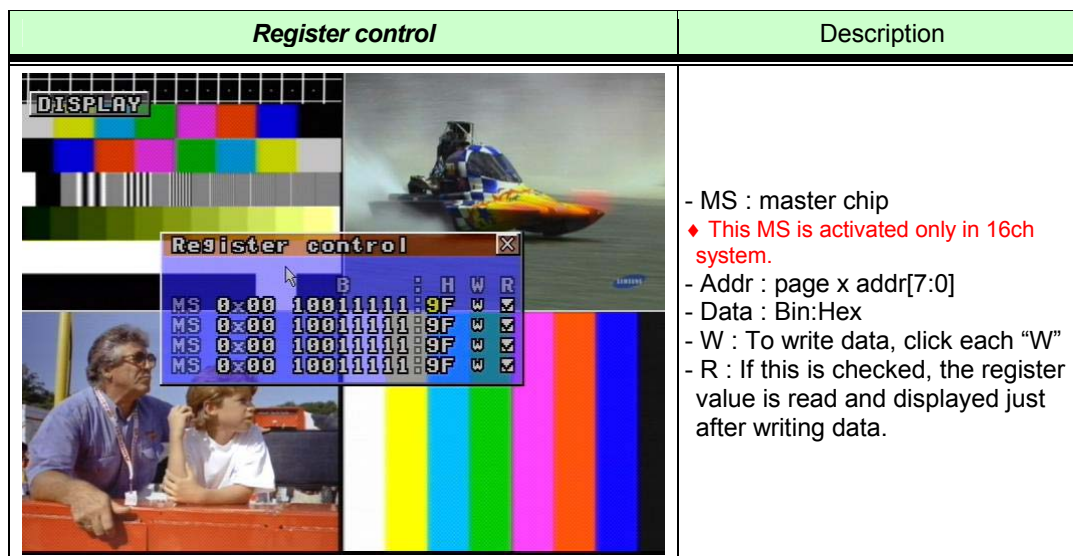 Register control
Description
DISPLAY
Register control
B : H W R
MS 0x00 10011111:9F W
MS 0x00 10011111:9F W
MS 0x00 10011111:9F W
MS 0x00 10011111:9F W
SAMSUNG
- MS : master chip
♦ This MS is activated only in 16ch
system.
- Addr : page x addr[7:0]
- Data : Bin:Hex
- W : To write data, click each “W”
- R : If this is checked, the register
value is read and displayed just
after writing data.